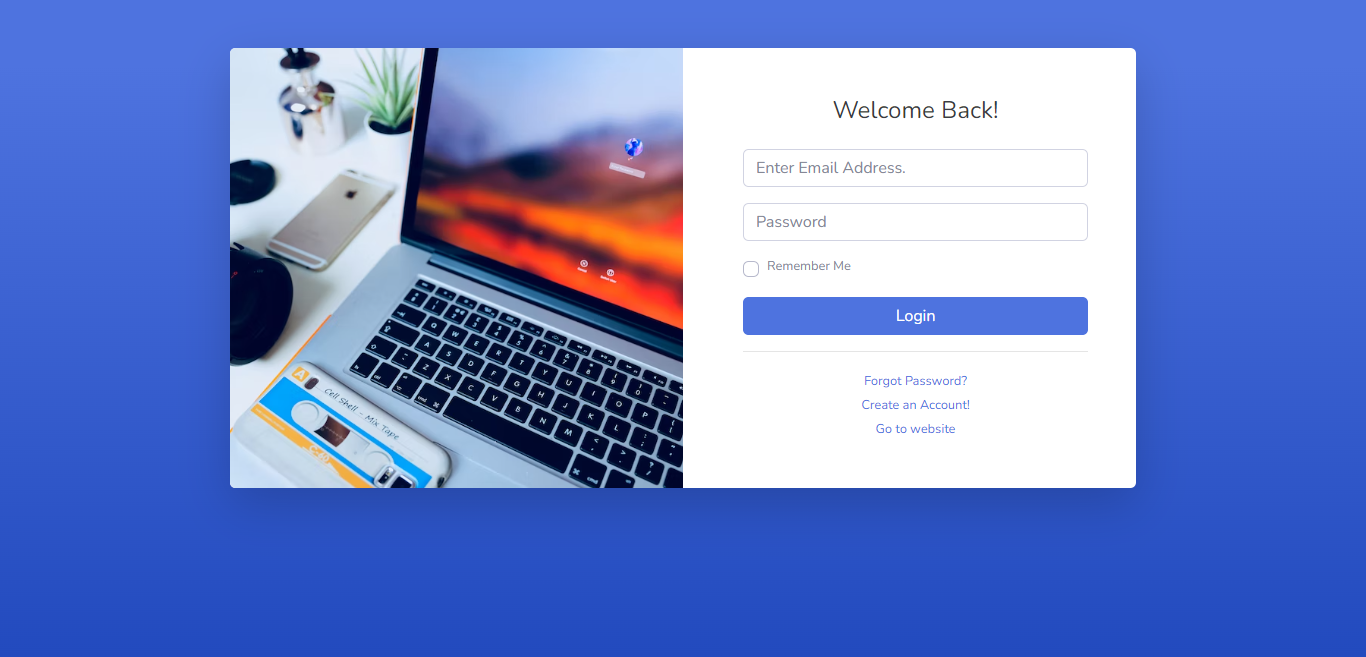 Welcome Back!
Enter Email Address.
Password
Remember Me
Login
Forgot Password?
Create an Account!
Go to website
Cell Shell - Mix Tape